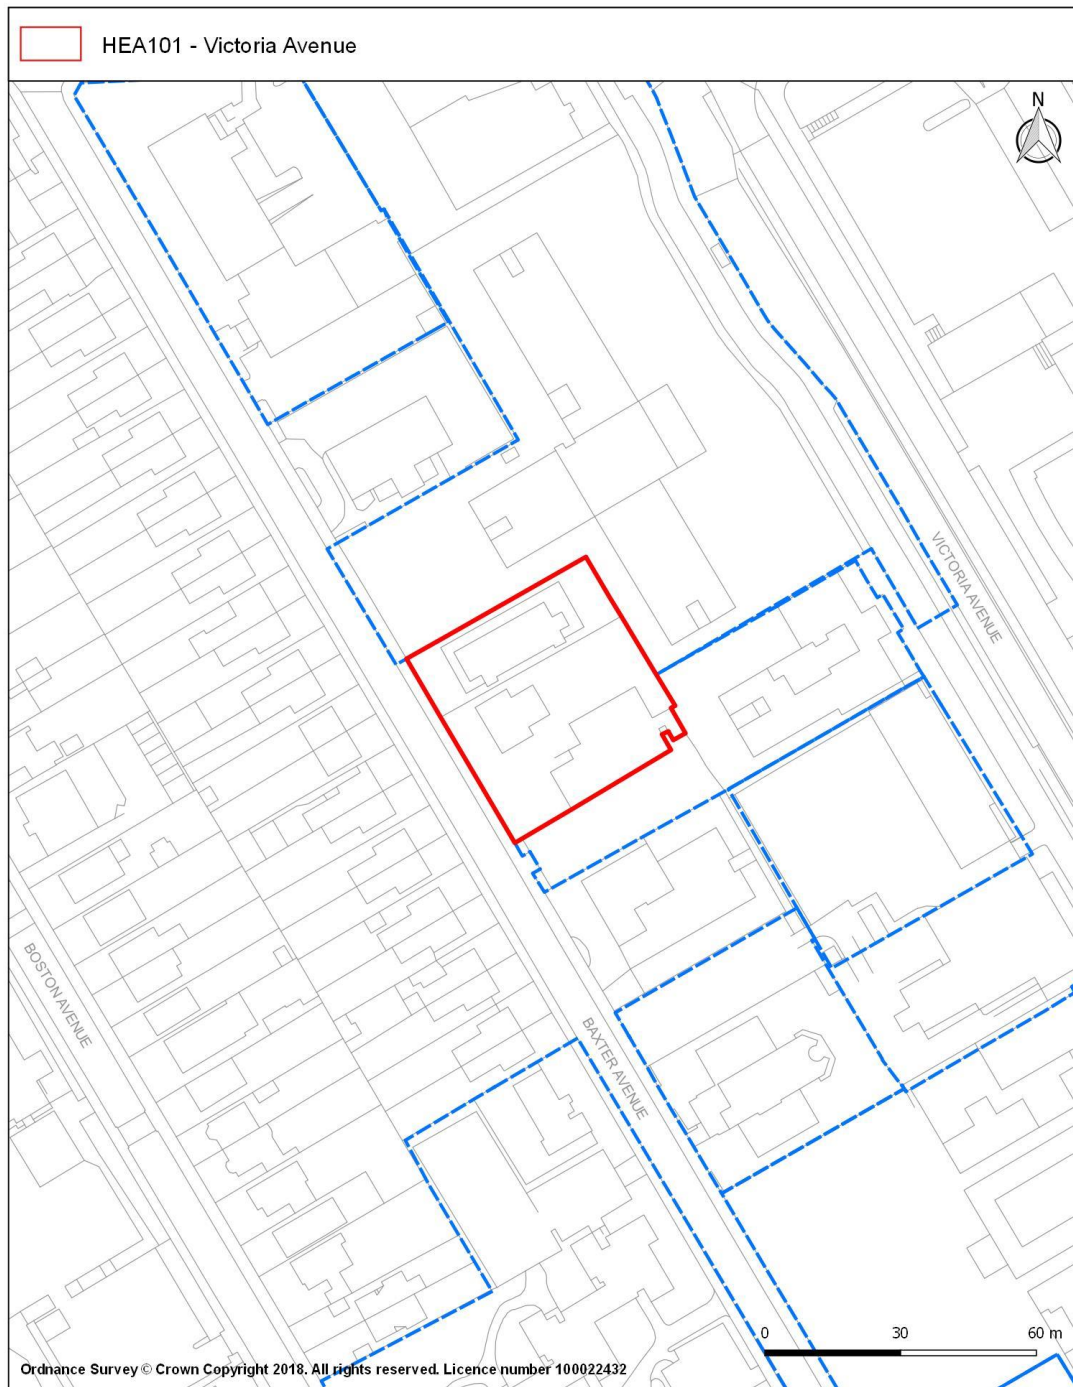 HEA101 - Victoria Avenue
N
VICTORIA AVENUE
BOSTON AVENUE
BAXTER AVENUE
0 30 60 m
Ordnance Survey © Crown Copyright 2018. All rights reserved. Licence number 100022432